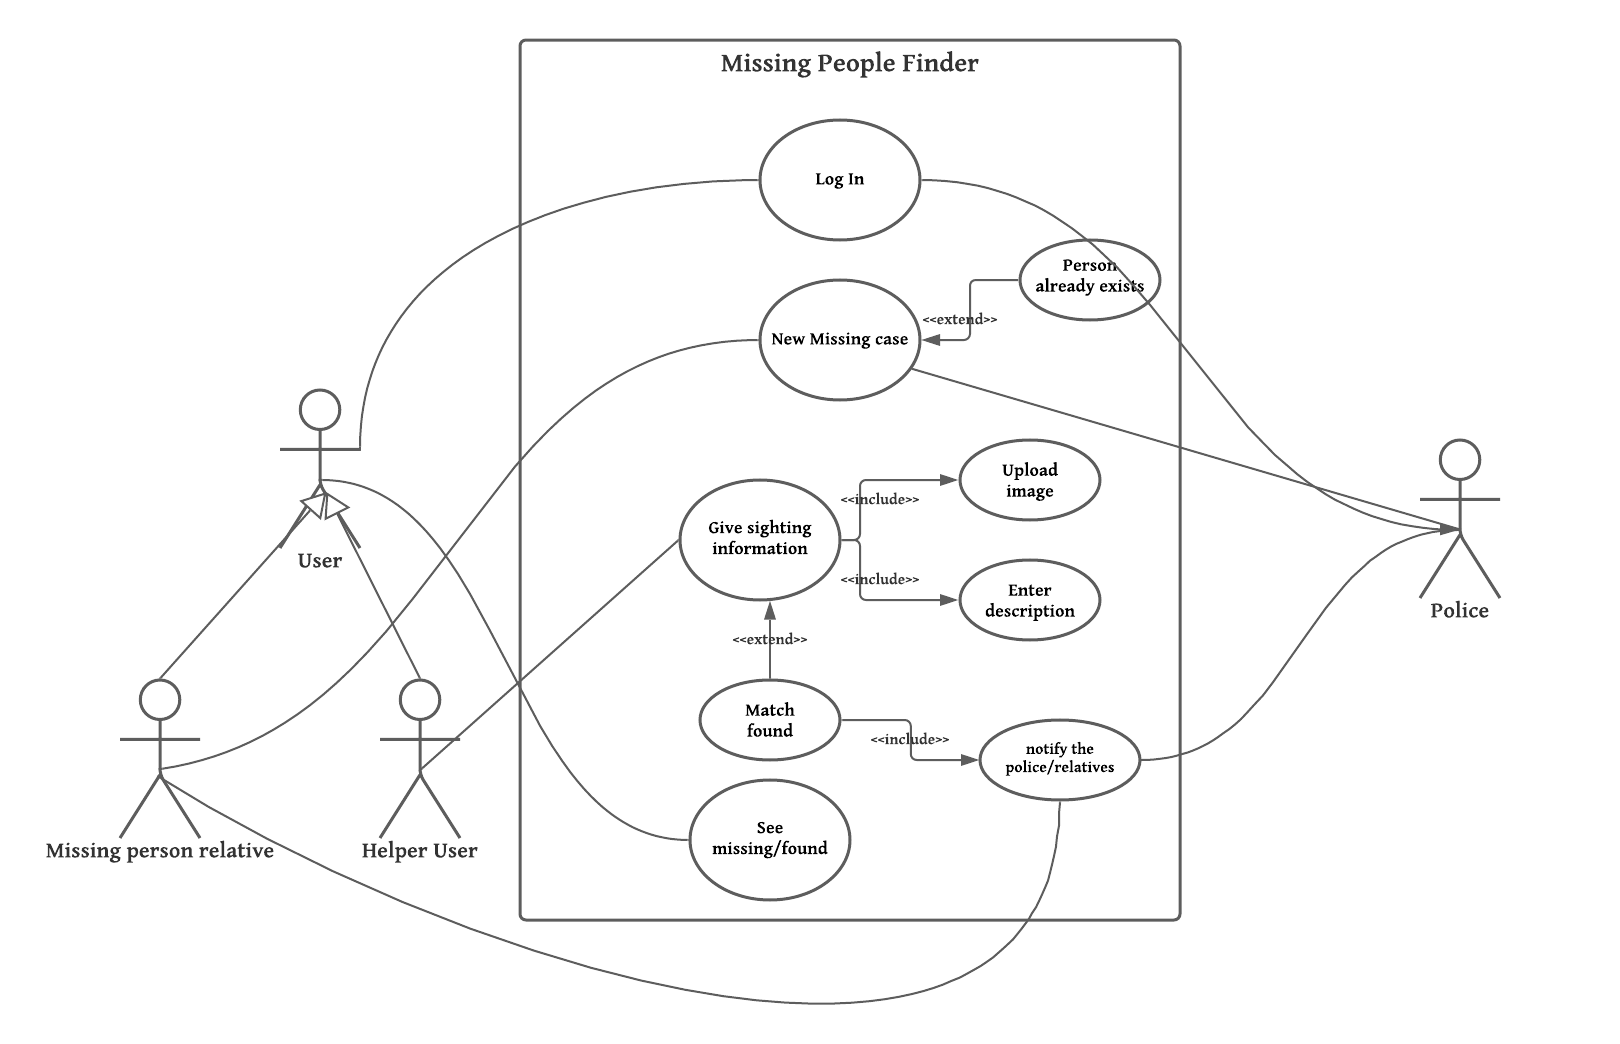 Missing People Finder
Log In
Person
already exists
<<extend>>
New Missing case
Upload
image
<<include>>
Give sighting
information
User
<<include>>
Enter
description
Police
<<extend>>
Match
found
<<include>>
notify the
police/relatives
See
missing/found
Missing person relative
Helper User